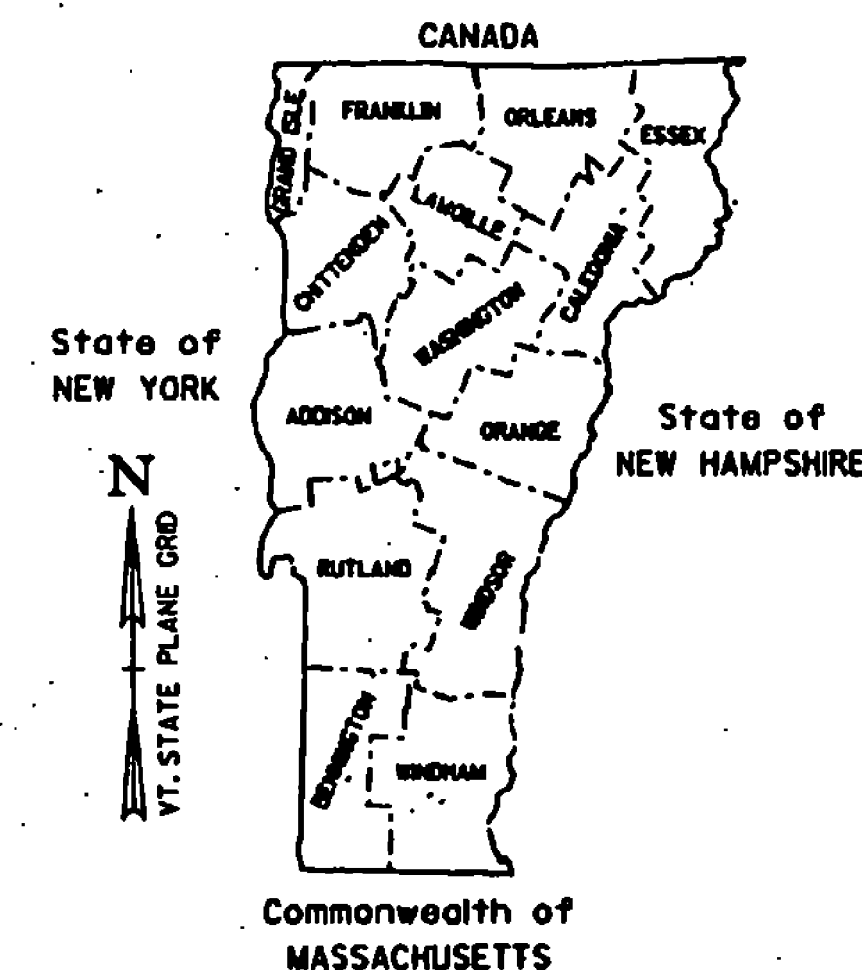 CANADA
GRAND ISLE
FRANKLIN
ORLEANS
ESSEX
LAMOILLE
CHITTENDEN
CALEDONIA
WASHINGTON
State of
NEW YORK
ADDISON
ORANGE
State of
NEW HAMPSHIRE
N
VT. STATE PLANE GRID
RUTLAND
WINDSOR
BENNINGTON
WINDHAM
Commonwealth of
MASSACHUSETTS